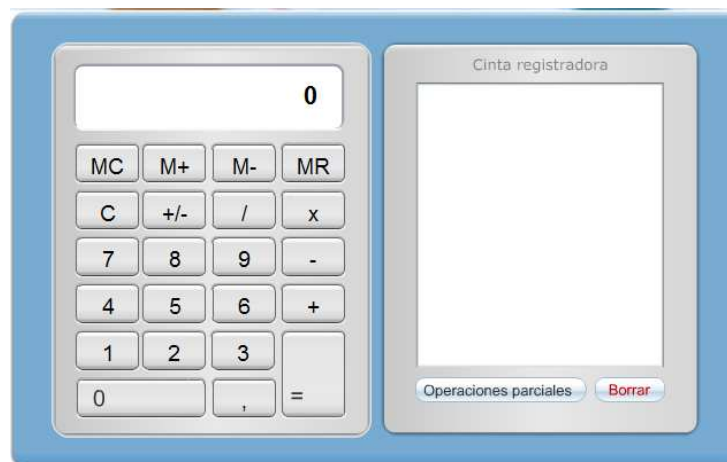 Cinta registradora
0
MC M+ M- MR
C +/- / x
7 8 9 -
4 5 6 +
1 2 3
0 , =
Operaciones parciales Borrar